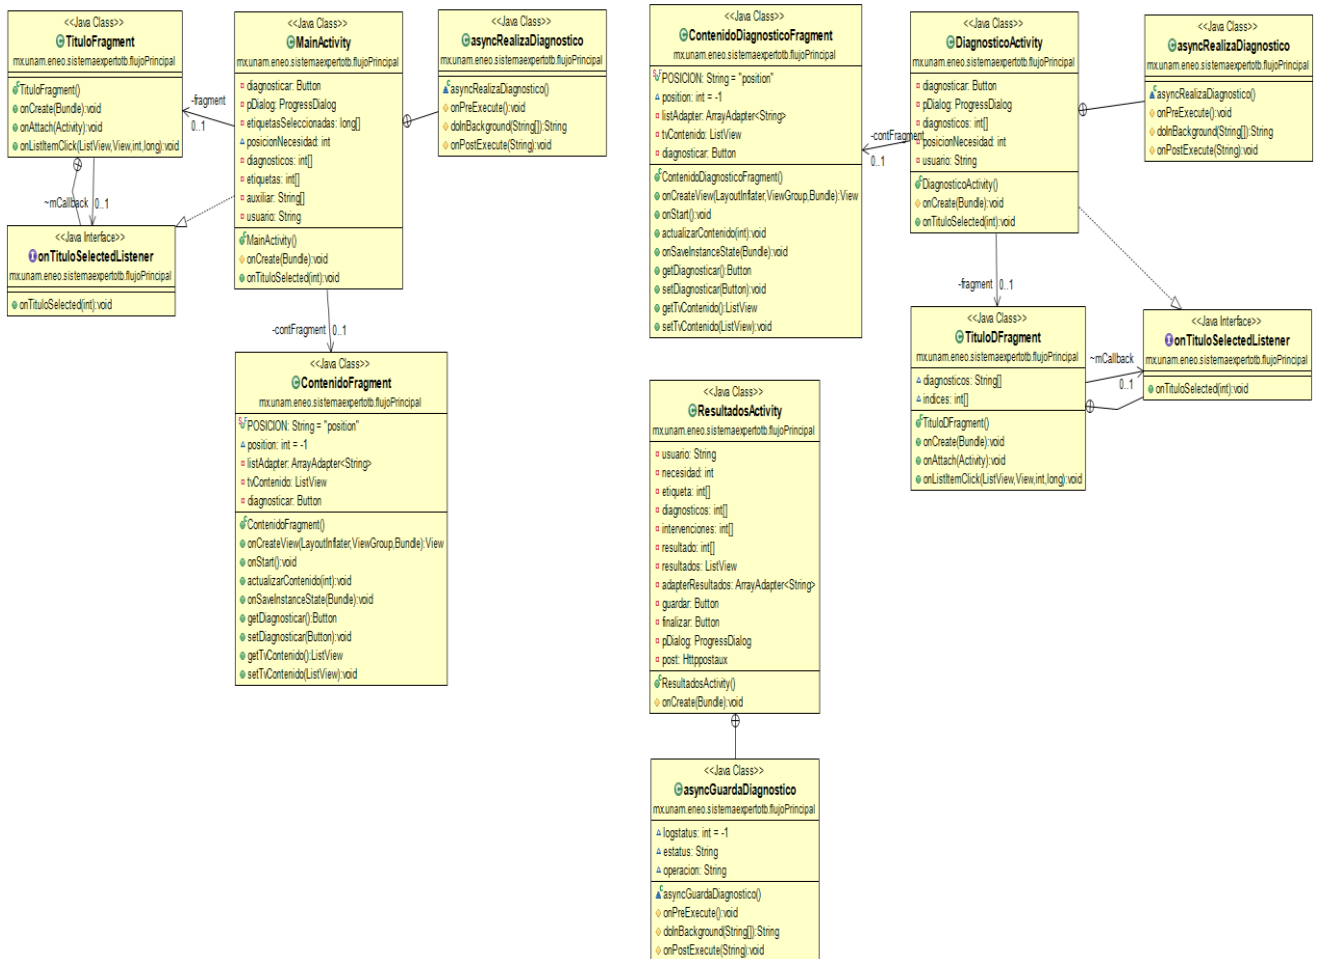 <<Java Class>>
TituloFragment
mx.unam.eneo.sistemaexpertotb.flujoPrincipal
TituloFragment()
onCreate(Bundle):void
onAttach(Activity):void
onListItemClick(ListView,View,int,long):void
-fragment
0..1
~mCallback
0..1
<<Java Interface>>
onTituloSelectedListener
mx.unam.eneo.sistemaexpertotb.flujoPrincipal
onTituloSelected(int):void
<<Java Class>>
MainActivity
mx.unam.eneo.sistemaexpertotb.flujoPrincipal
diagnosticar: Button
pDialog: ProgressDialog
etiquetasSeleccionadas: long[]
posicionNecesidad: int
diagnosticos: int[]
etiquetas: int[]
auxiliar: String[]
usuario: String
MainActivity()
onCreate(Bundle):void
onTituloSelected(int):void
-contFragment
0..1
<<Java Class>>
ContenidoFragment
mx.unam.eneo.sistemaexpertotb.flujoPrincipal
POSICION: String = "position"
position: int = -1
listAdapter: ArrayAdapter<String>
tvContenido: ListView
diagnosticar: Button
ContenidoFragment()
onCreateView(LayoutInflater,ViewGroup,Bundle):View
onStart():void
actualizarContenido(int):void
onSaveInstanceState(Bundle):void
getDiagnosticar():Button
setDiagnosticar(Button):void
getTvContenido():ListView
setTvContenido(ListView):void
<<Java Class>>
asyncRealizaDiagnostico
mx.unam.eneo.sistemaexpertotb.flujoPrincipal
asyncRealizaDiagnostico()
onPreExecute():void
doInBackground(String[]):String
onPostExecute(String):void
<<Java Class>>
ContenidoDiagnosticoFragment
mx.unam.eneo.sistemaexpertotb.flujoPrincipal
POSICION: String = "position"
position: int = -1
listAdapter: ArrayAdapter<String>
tvContenido: ListView
diagnosticar: Button
ContenidoDiagnosticoFragment()
onCreateView(LayoutInflater,ViewGroup,Bundle):View
onStart():void
actualizarContenido(int):void
onSaveInstanceState(Bundle):void
getDiagnosticar():Button
setDiagnosticar(Button):void
getTvContenido():ListView
setTvContenido(ListView):void
-contFragment
0..1
<<Java Class>>
DiagnosticoActivity
mx.unam.eneo.sistemaexpertotb.flujoPrincipal
diagnosticar: Button
pDialog: ProgressDialog
diagnosticos: int[]
posicionNecesidad: int
usuario: String
DiagnosticoActivity()
onCreate(Bundle):void
onTituloSelected(int):void
-fragment
0..1
<<Java Class>>
asyncRealizaDiagnostico
mx.unam.eneo.sistemaexpertotb.flujoPrincipal
asyncRealizaDiagnostico()
onPreExecute():void
doInBackground(String[]):String
onPostExecute(String):void
<<Java Class>>
TituloDFragment
mx.unam.eneo.sistemaexpertotb.flujoPrincipal
diagnosticos: String[]
indices: int[]
TituloDFragment()
onCreate(Bundle):void
onAttach(Activity):void
onListItemClick(ListView,View,int,long):void
~mCallback
0..1
<<Java Interface>>
onTituloSelectedListener
mx.unam.eneo.sistemaexpertotb.flujoPrincipal
onTituloSelected(int):void
<<Java Class>>
ResultadosActivity
mx.unam.eneo.sistemaexpertotb.flujoPrincipal
usuario: String
necesidad: int
etiqueta: int[]
diagnosticos: int[]
intervenciones: int[]
resultado: int[]
resultados: ListView
adapterResultados: ArrayAdapter<String>
guardar: Button
finalizar: Button
pDialog: ProgressDialog
post: Httppostaux
ResultadosActivity()
onCreate(Bundle):void
<<Java Class>>
asyncGuardaDiagnostico
mx.unam.eneo.sistemaexpertotb.flujoPrincipal
logstatus: int = -1
estatus: String
operacion: String
asyncGuardaDiagnostico()
onPreExecute():void
doInBackground(String[]):String
onPostExecute(String):void